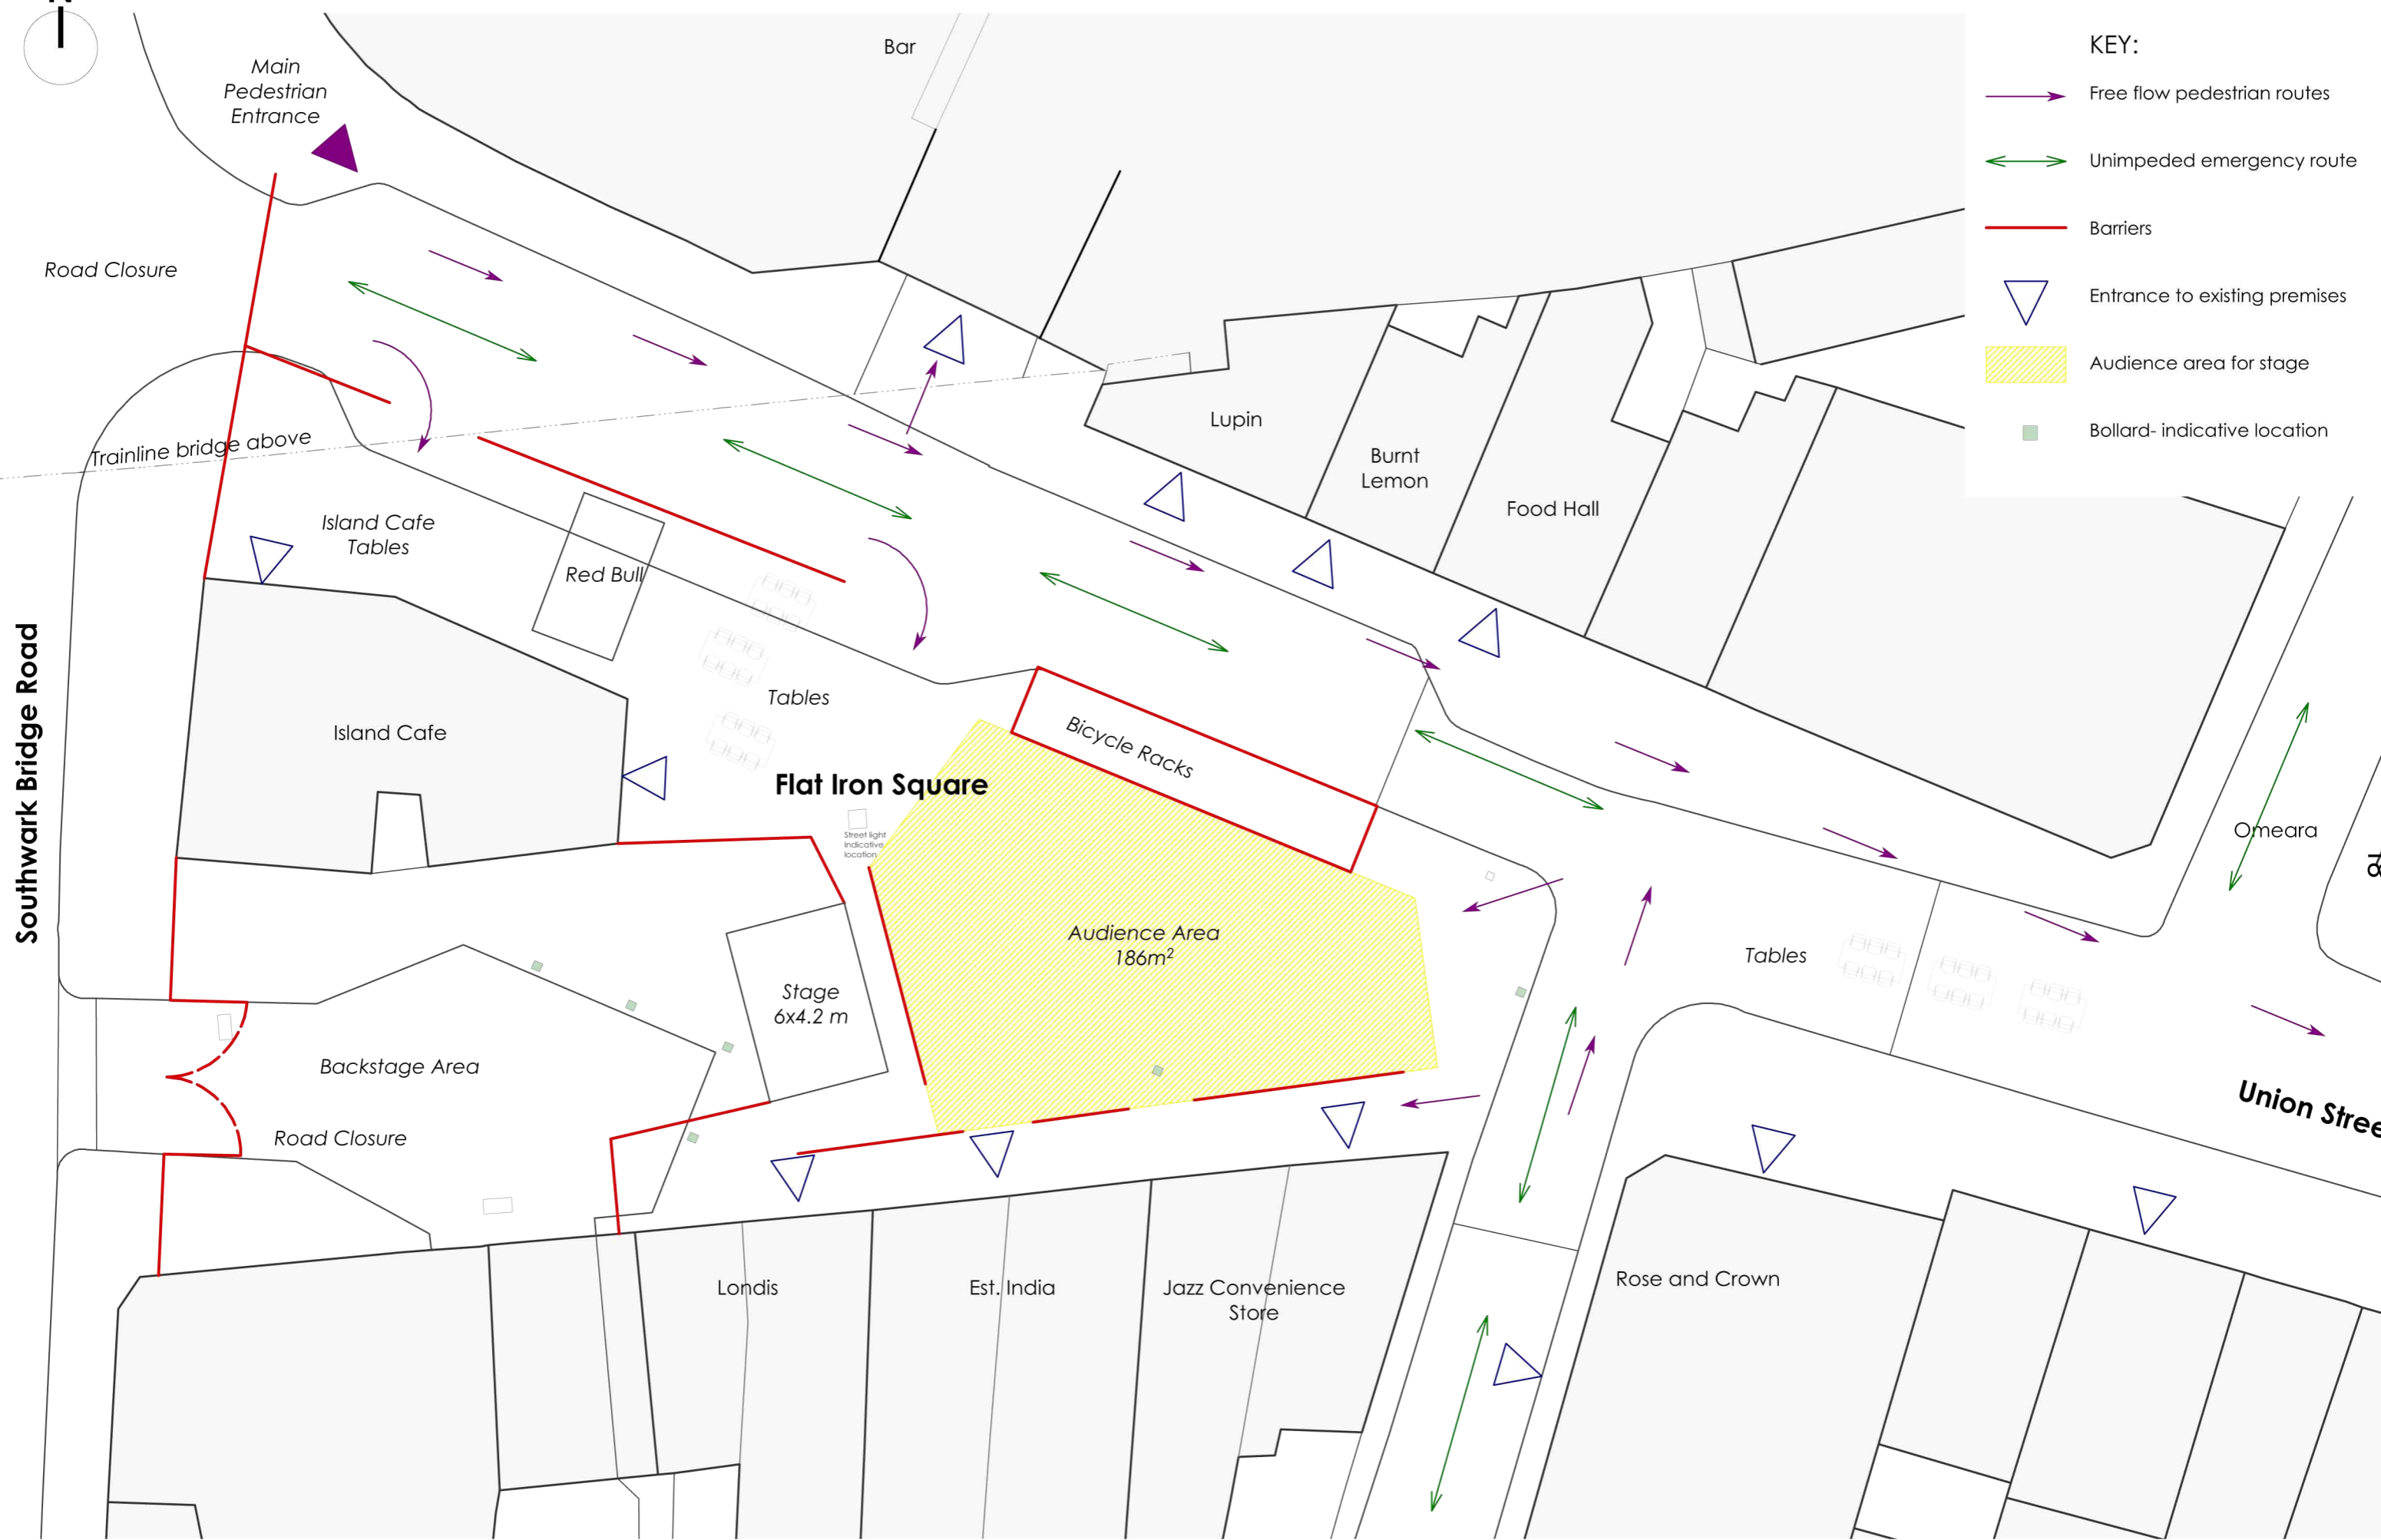 Main
Pedestrian
Entrance
Bar
KEY:
Free flow pedestrian routes
Unimpeded emergency route
Barriers
Entrance to existing premises
Audience area for stage
Bollard- indicative location
Road Closure
Trainline bridge above
Lupin
Burnt
Lemon
Food Hall
Island Cafe
Tables
Red Bull
Southwark Bridge Road
Island Cafe
Tables
Bicycle Racks
Flat Iron Square
Street light
Indicative
location
Omeara
Audience Area
186m²
Tables
Stage
6x4.2 m
Backstage Area
Road Closure
Union Stree
Londis
Est. India
Jazz Convenience
Store
Rose and Crown